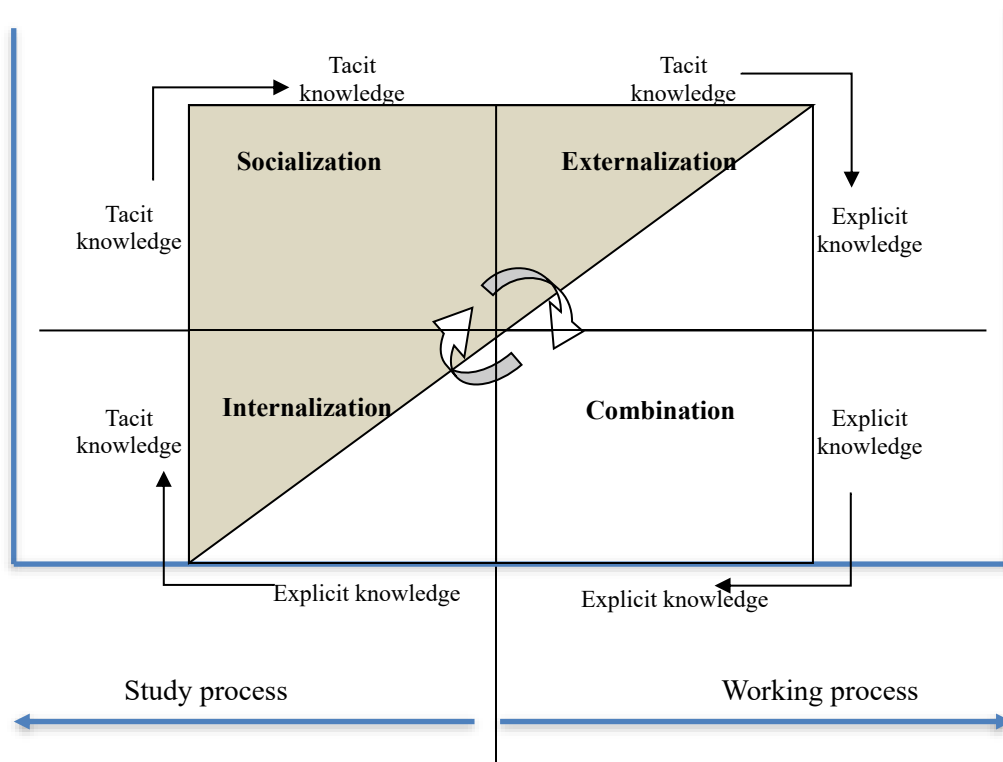 Tacit
knowledge
Tacit
knowledge
Socialization
Externalization
Tacit
knowledge
Explicit
knowledge
Internalization
Combination
Tacit
knowledge
Explicit
knowledge
Explicit knowledge
Explicit knowledge
Study process
Working process